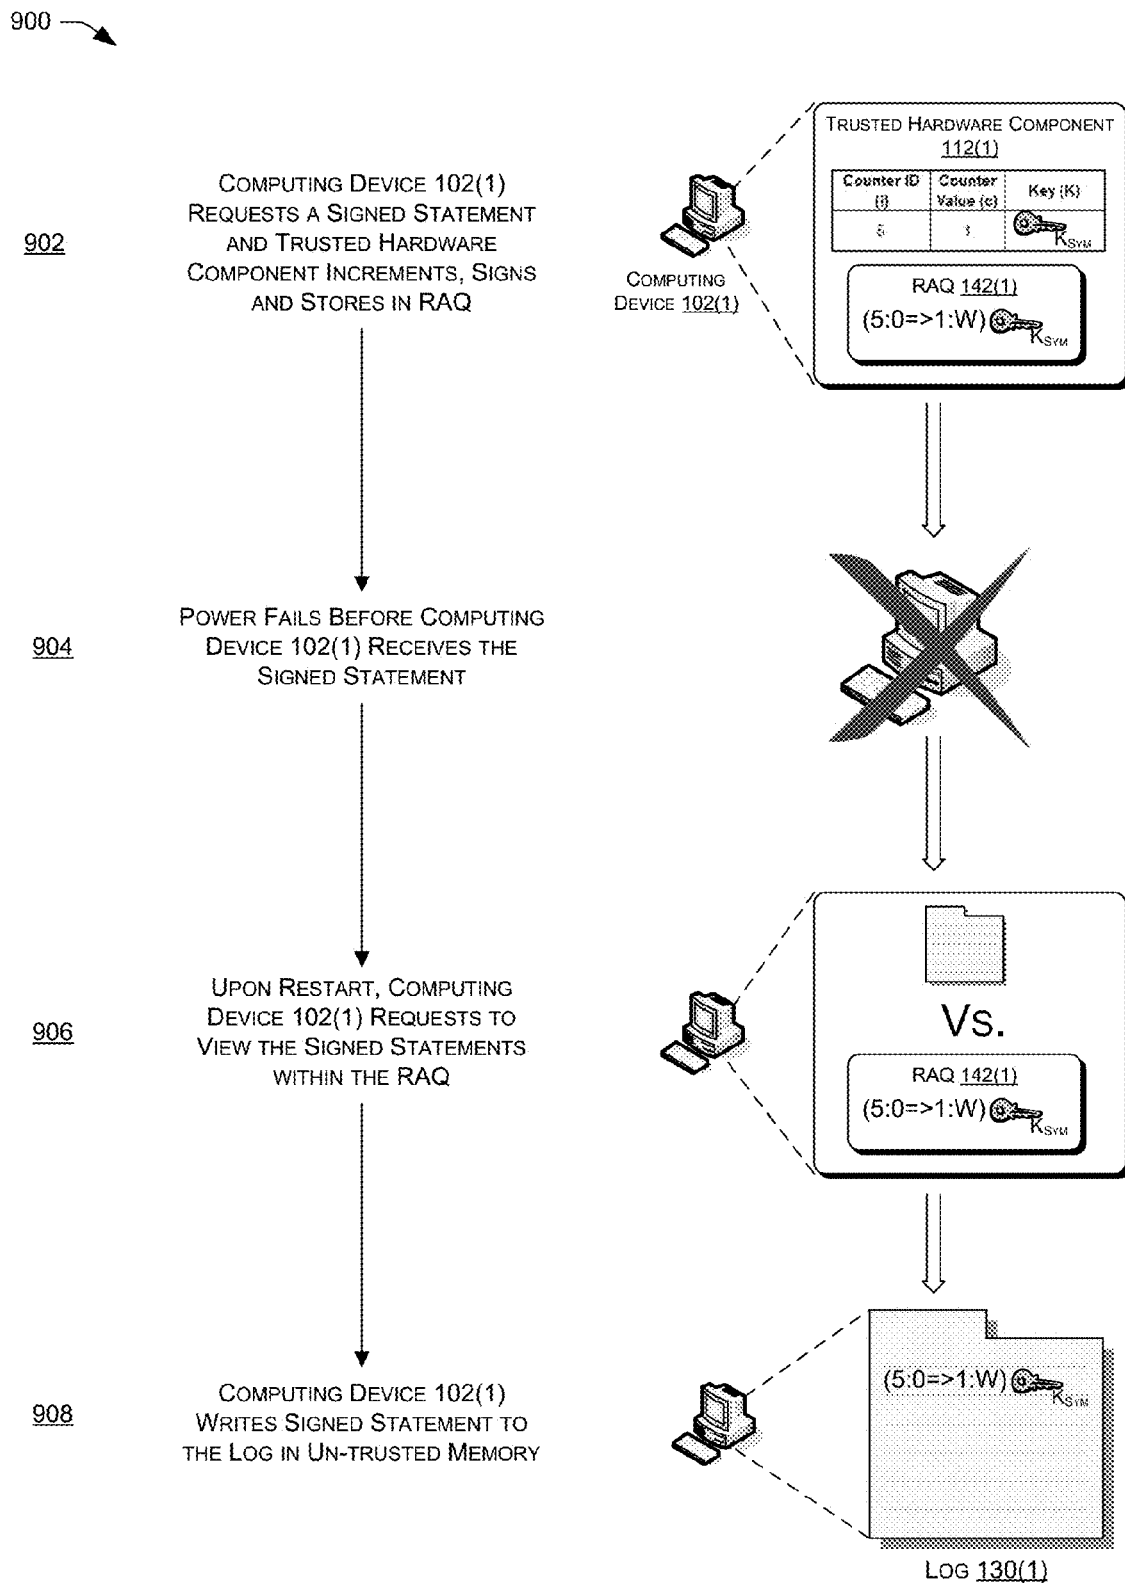 900
902
COMPUTING DEVICE 102(1)
REQUESTS A SIGNED STATEMENT
AND TRUSTED HARDWARE
COMPONENT INCREMENTS, SIGNS
AND STORES IN RAQ
COMPUTING
DEVICE 102(1)
TRUSTED HARDWARE COMPONENT
112(1)
Counter ID Counter Key (K)
(i) Value (c)
5 1 KSYM
RAQ 142(1)
(5:0=>1:W) KSYM
904
POWER FAILS BEFORE COMPUTING
DEVICE 102(1) RECEIVES THE
SIGNED STATEMENT
906
UPON RESTART, COMPUTING
DEVICE 102(1) REQUESTS TO
VIEW THE SIGNED STATEMENTS
WITHIN THE RAQ
VS.
RAQ 142(1)
(5:0=>1:W) KSYM
908
COMPUTING DEVICE 102(1)
WRITES SIGNED STATEMENT TO
THE LOG IN UN-TRUSTED MEMORY
(5:0=>1:W) KSYM
LOG 130(1)